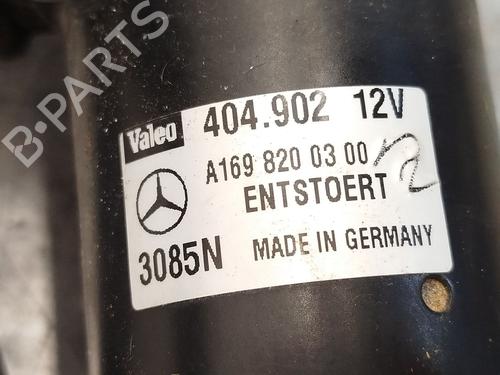 B-PARTS
Valeo 404.902 12V
A169 820 03 00
ENTSTOERT
3085N MADE IN GERMANY